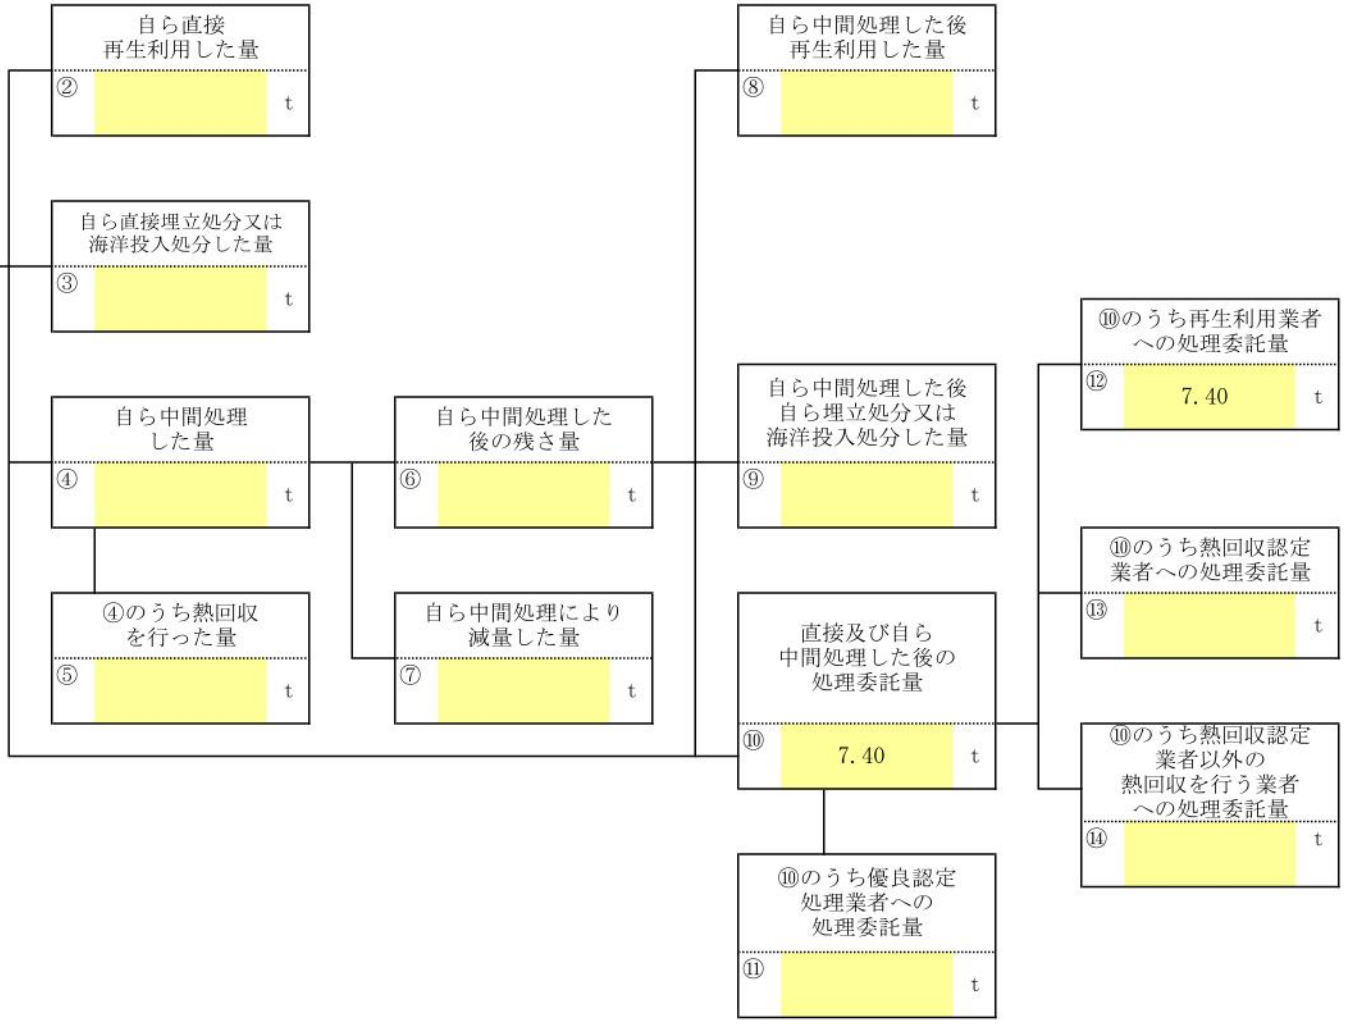 自ら直接
再生利用した量
②
t
自ら直接埋立処分又は
海洋投入処分した量
③
t
自ら中間処理
した量
④
t
④のうち熱回収
を行った量
⑤
t
自ら中間処理した
後の残さ量
⑥
t
自ら中間処理により
減量した量
⑦
t
自ら中間処理した後
再生利用した量
⑧
t
自ら中間処理した後
自ら埋立処分又は
海洋投入処分した量
⑨
t
直接及び自ら
中間処理した後の
処理委託量
⑩ 7.40 t
⑩のうち優良認定
処理業者への
処理委託量
⑪
t
⑩のうち再生利用業者
への処理委託量
⑫ 7.40 t
⑩のうち熱回収認定
業者への処理委託量
⑬
t
⑩のうち熱回収認定
業者以外の
熱回収を行う業者
への処理委託量
⑭
t